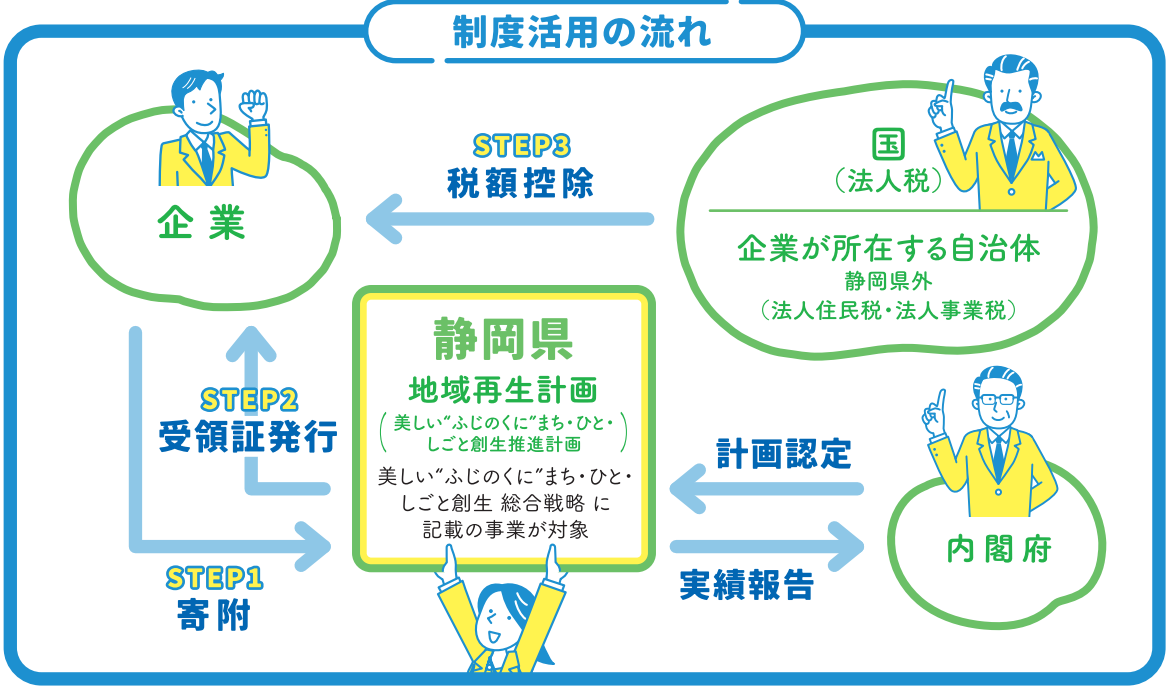 制度活用の流れ
企業
STEP3
税額控除
国
（法人税）
企業が所在する自治体
静岡県外
（法人住民税・法人事業税）
STEP2
受領証発行
静岡県
地域再生計画
（美しい“ふじのくに”まち・ひと・
しごと創生推進計画）
美しい“ふじのくに”まち・ひと・
しごと創生 総合戦略 に
記載の事業が対象
計画認定
実績報告
内閣府
STEP1
寄附